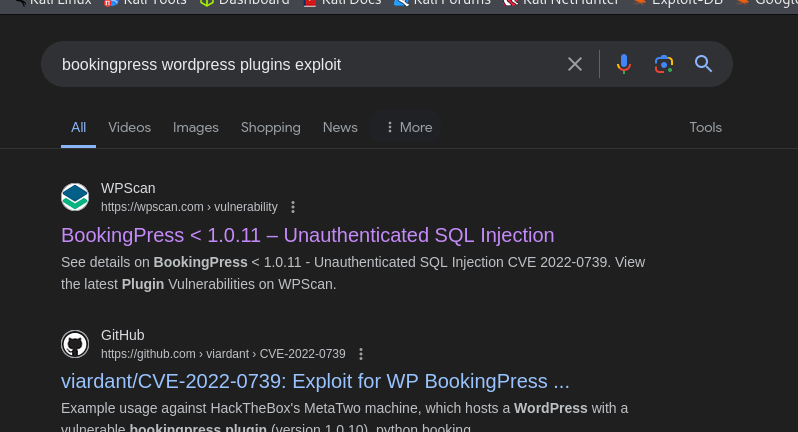 Kali Linux Kali Tools Dashboard Kali Docs Kali Forums Kali NetHunter Exploit-DB Google
bookingpress wordpress plugins exploit
All Videos Images Shopping News More Tools
WPScan
https://wpscan.com › vulnerability
BookingPress < 1.0.11 – Unauthenticated SQL Injection
See details on BookingPress < 1.0.11 - Unauthenticated SQL Injection CVE 2022-0739. View
the latest Plugin Vulnerabilities on WPScan.
GitHub
https://github.com › viardant › CVE-2022-0739
viardant/CVE-2022-0739: Exploit for WP BookingPress ...
Example usage against HackTheBox's MetaTwo machine, which hosts a WordPress with a
vulnerable bookingpress plugin (version 1.0.10). python booking